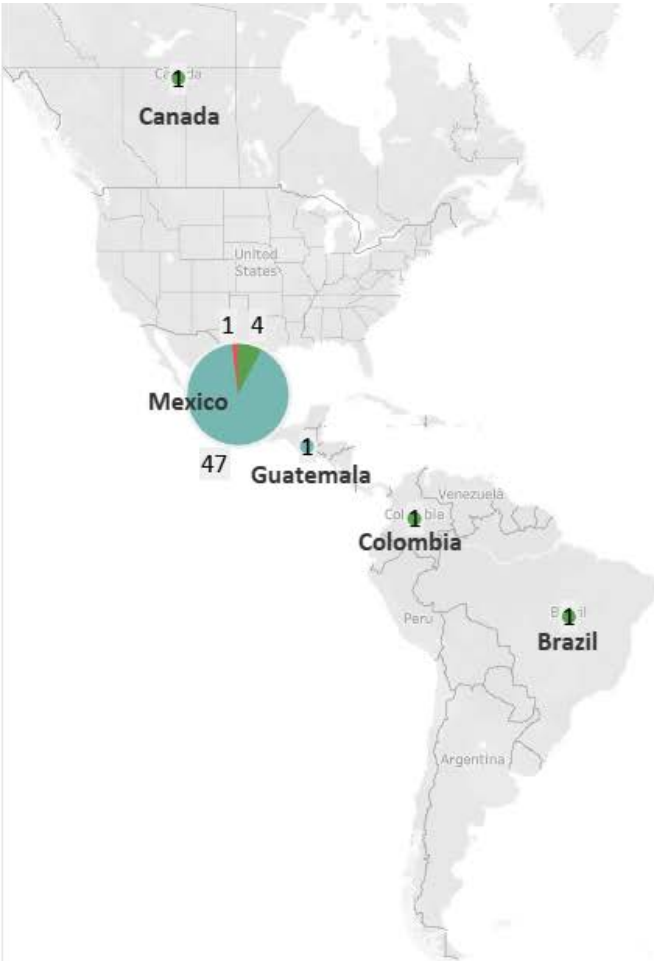 1
Canada
United
States
1 4
Mexico
47
1
Guatemala
Venezuela
1
Colombia
Peru
1
Brazil
Argentina